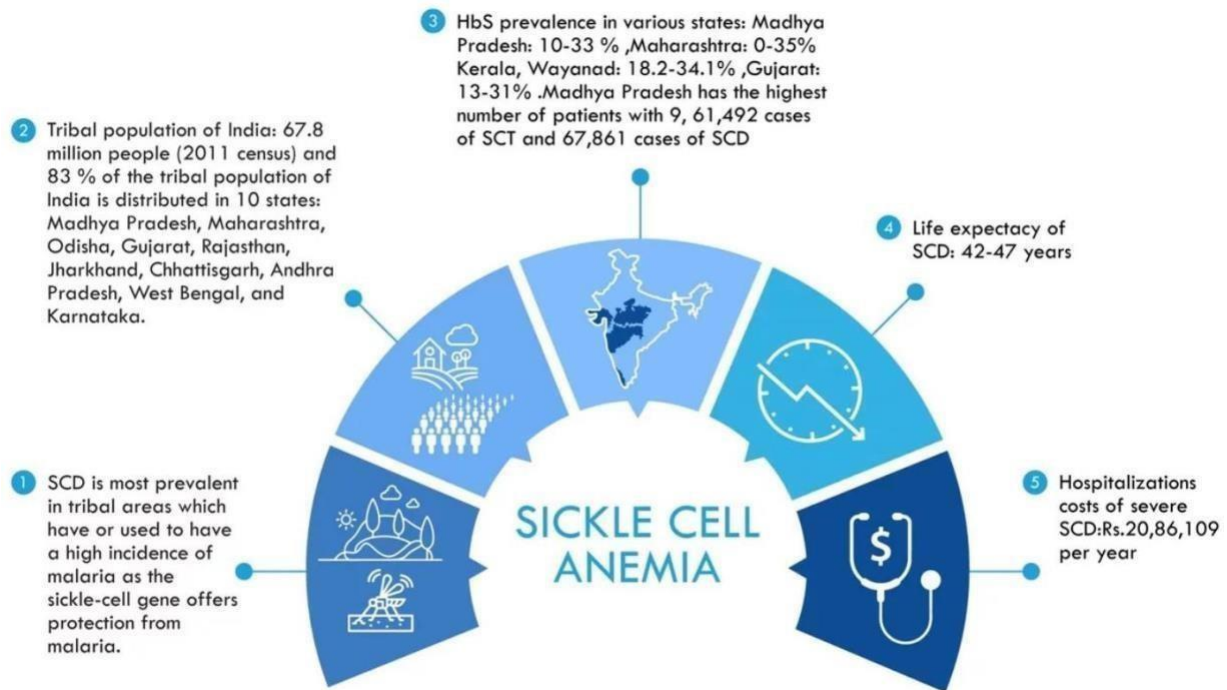 1 SCD is most prevalent
in tribal areas which
have or used to have
a high incidence of
malaria as the
sickle-cell gene offers
protection from
malaria.
2 Tribal population of India: 67.8
million people (2011 census) and
83 % of the tribal population of
India is distributed in 10 states:
Madhya Pradesh, Maharashtra,
Odisha, Gujarat, Rajasthan,
Jharkhand, Chhattisgarh, Andhra
Pradesh, West Bengal, and
Karnataka.
3 HbS prevalence in various states: Madhya
Pradesh: 10-33 % ,Maharashtra: 0-35%
Kerala, Wayanad: 18.2-34.1% ,Gujarat:
13-31% .Madhya Pradesh has the highest
number of patients with 9, 61,492 cases
of SCT and 67,861 cases of SCD
4 Life expectacy of
SCD: 42-47 years
5 Hospitalizations
costs of severe
SCD:Rs.20,86,109
per year
$
SICKLE CELL
ANEMIA